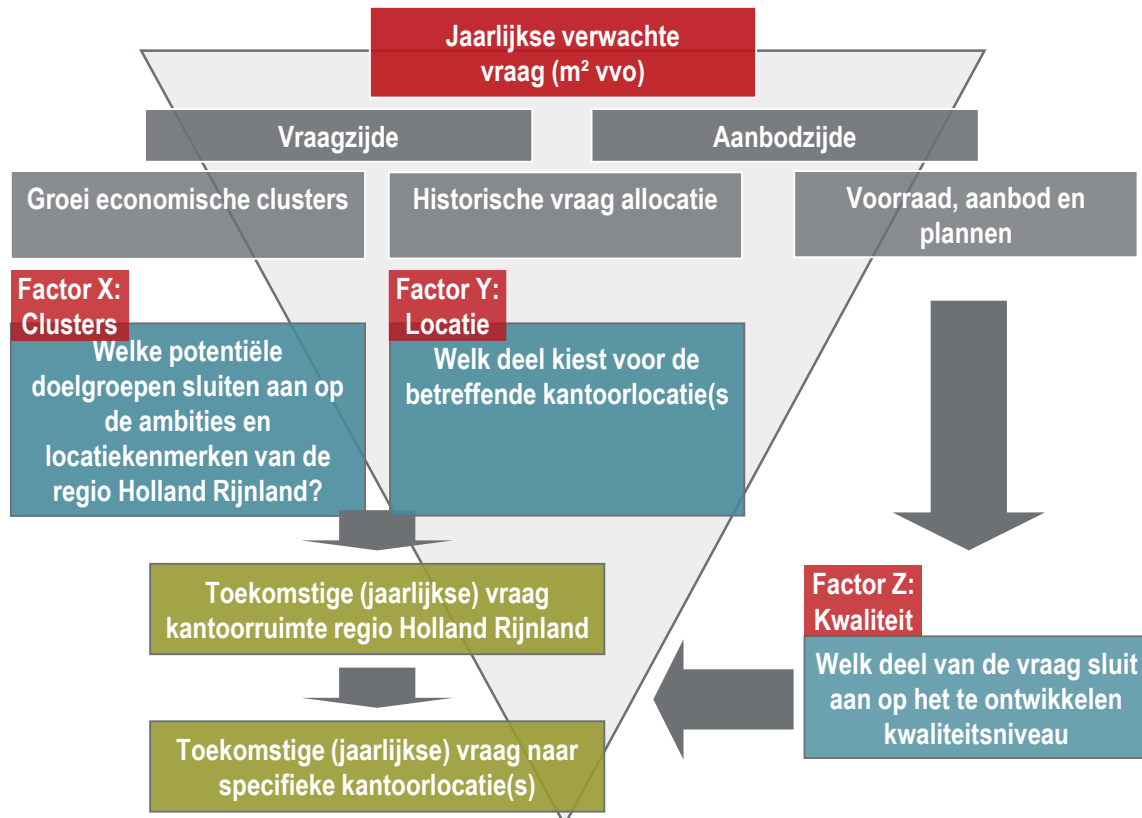 Jaarlijkse verwachte
vraag (m² vvo)
Vraagzijde
Aanbodzijde
Groei economische clusters
Historische vraag allocatie
Voorraad, aanbod en
plannen
Factor X:
Clusters
Welke potentiële
doelgroepen sluiten aan op
de ambities en
locatiekenmerken van de
regio Holland Rijnland?
Factor Y:
Locatie
Welk deel kiest voor de
betreffende kantoorlocatie(s
Toekomstige (jaarlijkse) vraag
kantoorruimte regio Holland Rijnland
Factor Z:
Kwaliteit
Welk deel van de vraag sluit
aan op het te ontwikkelen
kwaliteitsniveau
Toekomstige (jaarlijkse) vraag naar
specifieke kantoorlocatie(s)